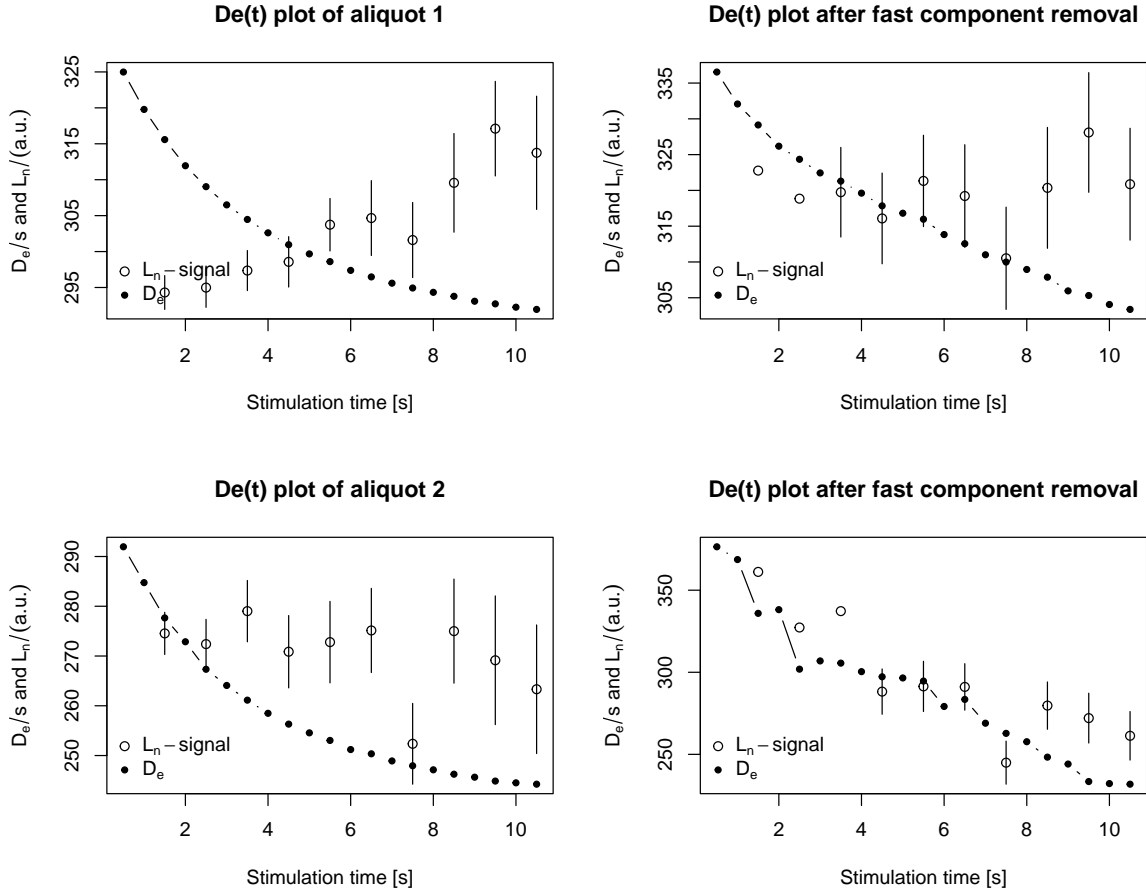 De(t) plot of aliquot 1
325
315
305
295
De/s and Ln/(a.u.)
Ln−signal
De
2 4 6 8 10
Stimulation time [s]
De(t) plot after fast component removal
335
325
315
305
De/s and Ln/(a.u.)
Ln−signal
De
2 4 6 8 10
Stimulation time [s]
De(t) plot of aliquot 2
290
280
270
260
250
De/s and Ln/(a.u.)
Ln−signal
De
2 4 6 8 10
Stimulation time [s]
De(t) plot after fast component removal
350
300
250
De/s and Ln/(a.u.)
Ln−signal
De
2 4 6 8 10
Stimulation time [s]